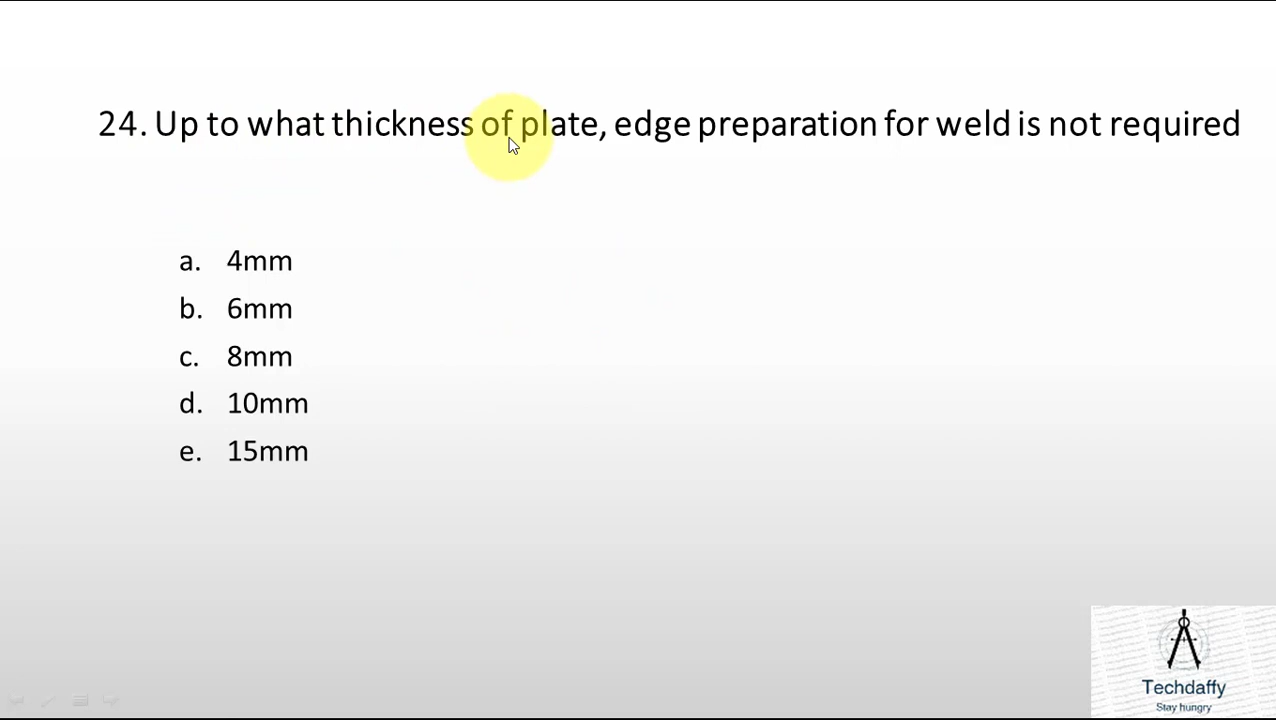 24. Up to what thickness of plate, edge preparation for weld is not required
a. 4mm
b. 6mm
c. 8mm
d. 10mm
e. 15mm
Techdaffy
Stay hungry